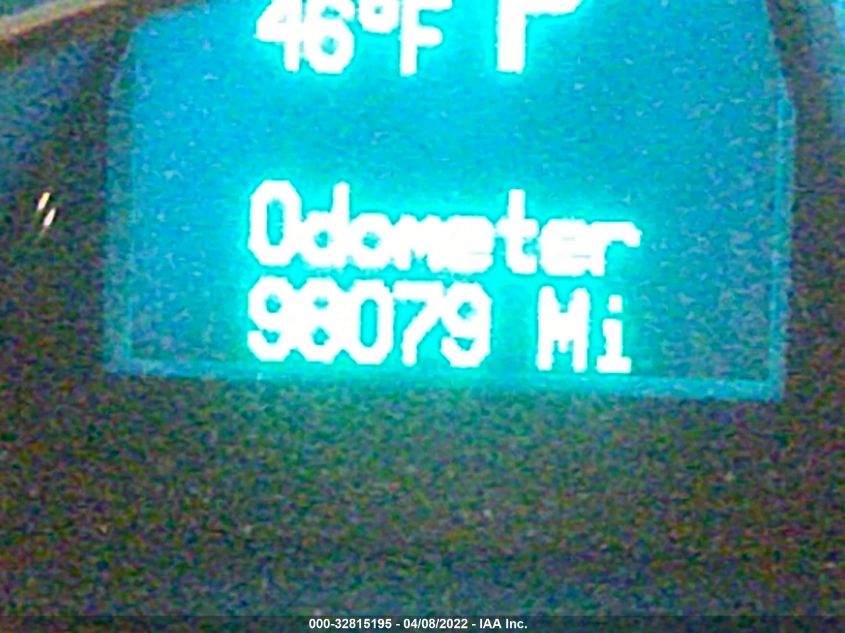 46°F P
Odometer
98079 Mi
000-32815195 - 04/08/2022 - IAA Inc.